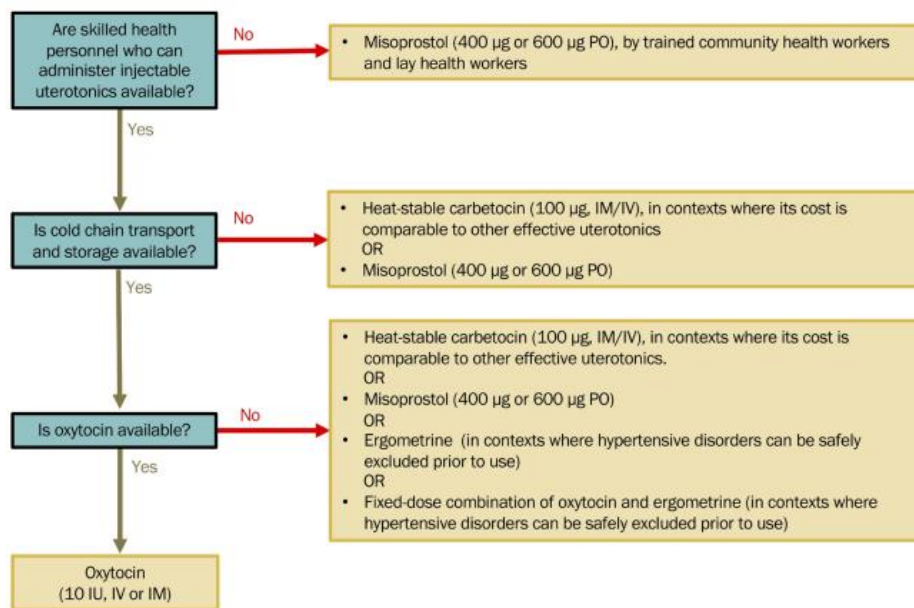 Are skilled health
personnel who can
administer injectable
uterotonics available?
No
• Misoprostol (400 µg or 600 µg PO), by trained community health workers
and lay health workers
Yes
Is cold chain transport
and storage available?
No
• Heat-stable carbetocin (100 µg, IM/IV), in contexts where its cost is
comparable to other effective uterotonics
OR
• Misoprostol (400 µg or 600 µg PO)
Yes
Is oxytocin available?
No
• Heat-stable carbetocin (100 µg, IM/IV), in contexts where its cost is
comparable to other effective uterotonics.
OR
• Misoprostol (400 µg or 600 µg PO)
OR
• Ergometrine (in contexts where hypertensive disorders can be safely
excluded prior to use)
OR
• Fixed-dose combination of oxytocin and ergometrine (in contexts where
hypertensive disorders can be safely excluded prior to use)
Yes
Oxytocin
(10 IU, IV or IM)